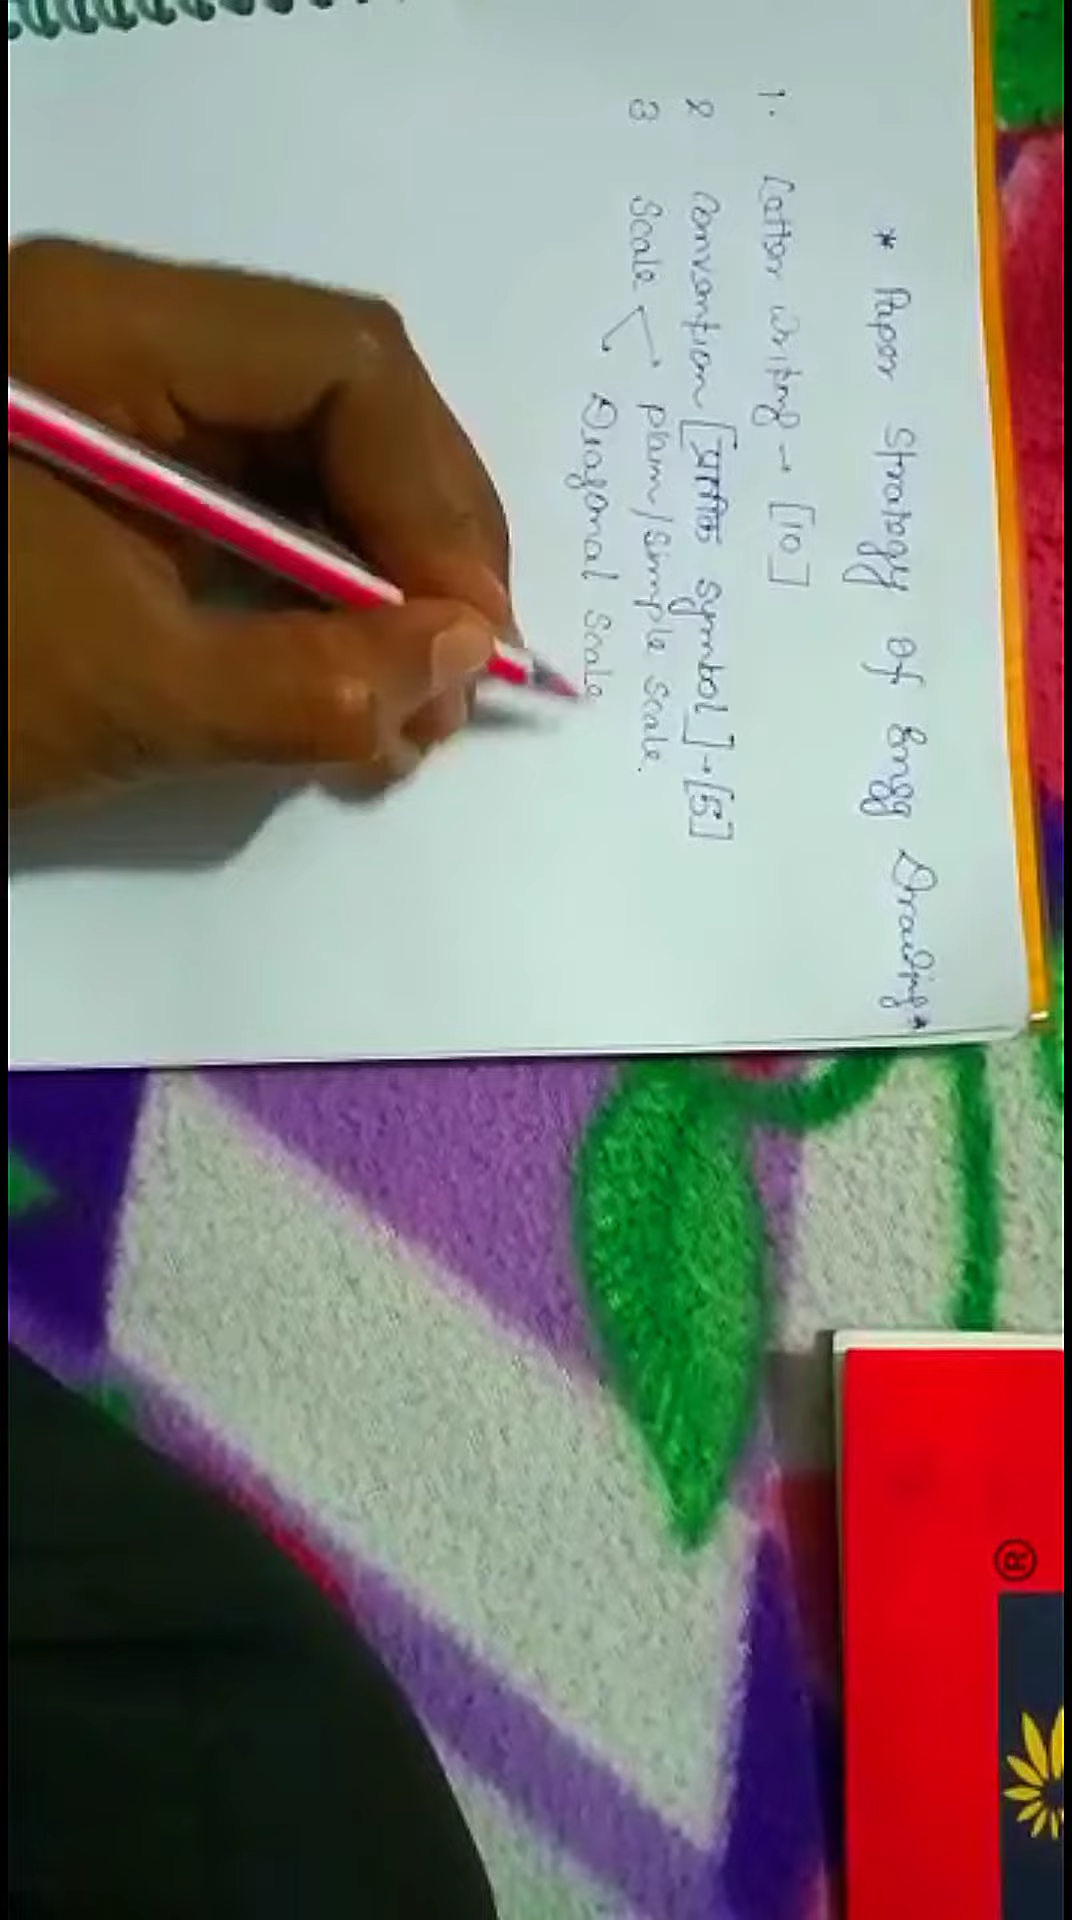 * Paper Strategy of Engg Drawing *
1. Letter writing → [10]
2 Convention [प्रतीक symbol] → [5]
3 Scale → plain/simple scale.
→ Diagonal Scale
®